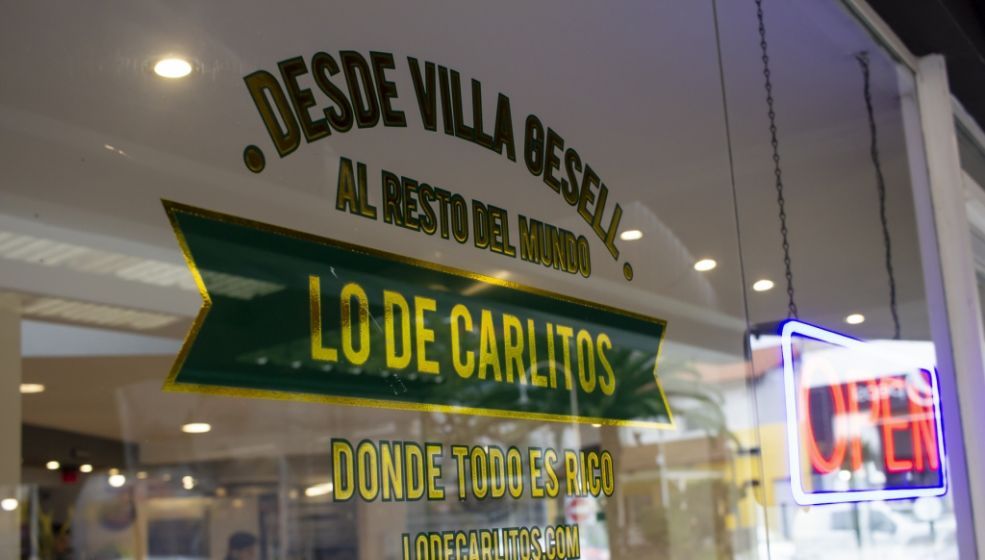 DESDE VILLA GESELL
AL RESTO DEL MUNDO
LO DE CARLITOS
DONDE TODO ES RICO
LODECARLITOS.COM
OPEN